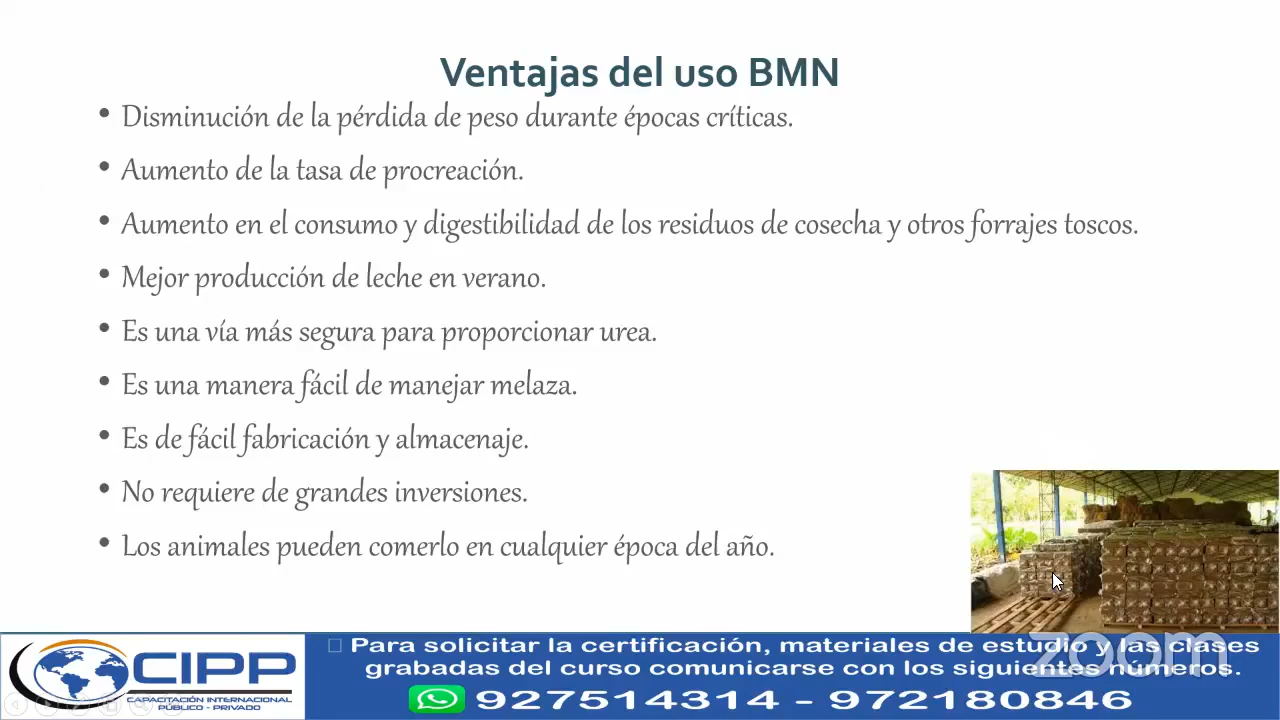 Ventajas del uso BMN
• Disminución de la pérdida de peso durante épocas críticas.
• Aumento de la tasa de procreación.
• Aumento en el consumo y digestibilidad de los residuos de cosecha y otros forrajes toscos.
• Mejor producción de leche en verano.
• Es una vía más segura para proporcionar urea.
• Es una manera fácil de manejar melaza.
• Es de fácil fabricación y almacenaje.
• No requiere de grandes inversiones.
• Los animales pueden comerlo en cualquier época del año.
zoom
CIPP
CAPACITACIÓN INTERNACIONAL
PÚBLICO - PRIVADO
Para solicitar la certificación, materiales de estudio y las clases
grabadas del curso comunicarse con los siguientes números.
927514314 - 972180846